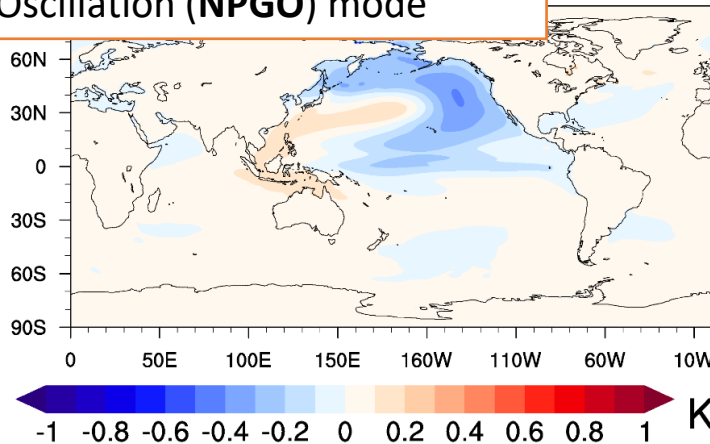 Oscillation (NPGO) mode
60N
30N
0
30S
60S
90S
0 50E 100E 150E 160W 110W 60W 10W
-1 -0.8 -0.6 -0.4 -0.2 0 0.2 0.4 0.6 0.8 1
K